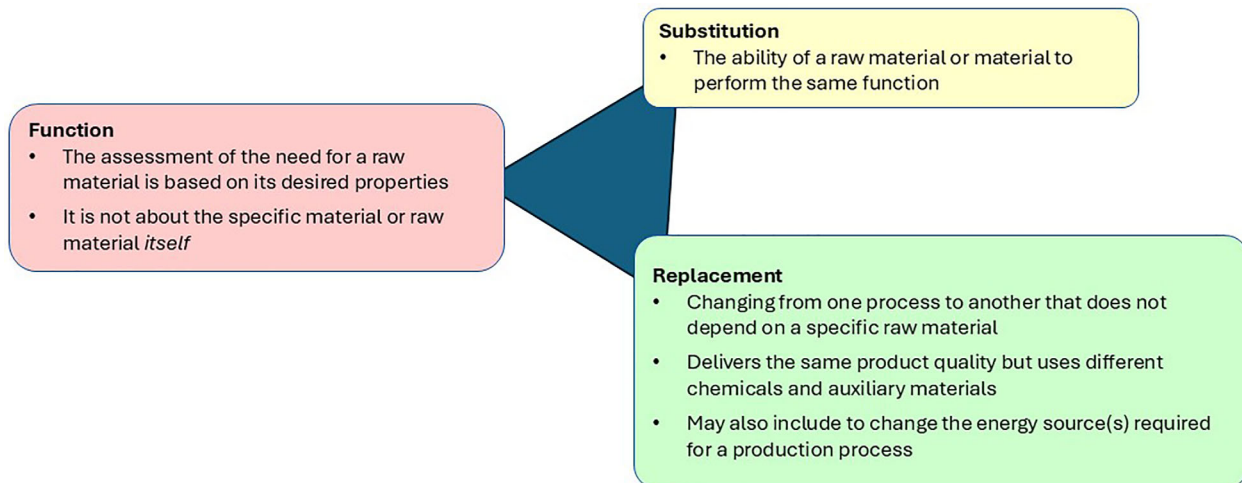 Substitution
• The ability of a raw material or material to
perform the same function
Function
• The assessment of the need for a raw
material is based on its desired properties
• It is not about the specific material or raw
material itself
Replacement
• Changing from one process to another that does not
depend on a specific raw material
• Delivers the same product quality but uses different
chemicals and auxiliary materials
• May also include to change the energy source(s) required
for a production process